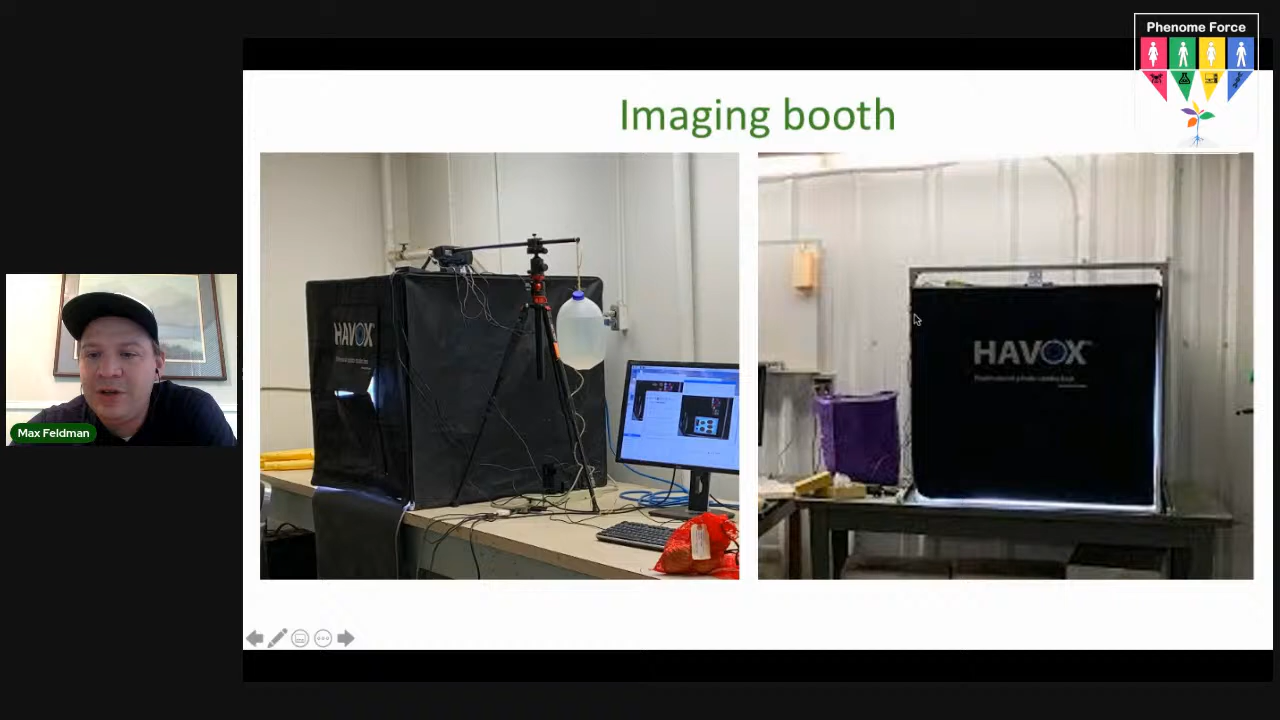 Phenome Force
Imaging booth
HAVOX
HAVOX
Max Feldman